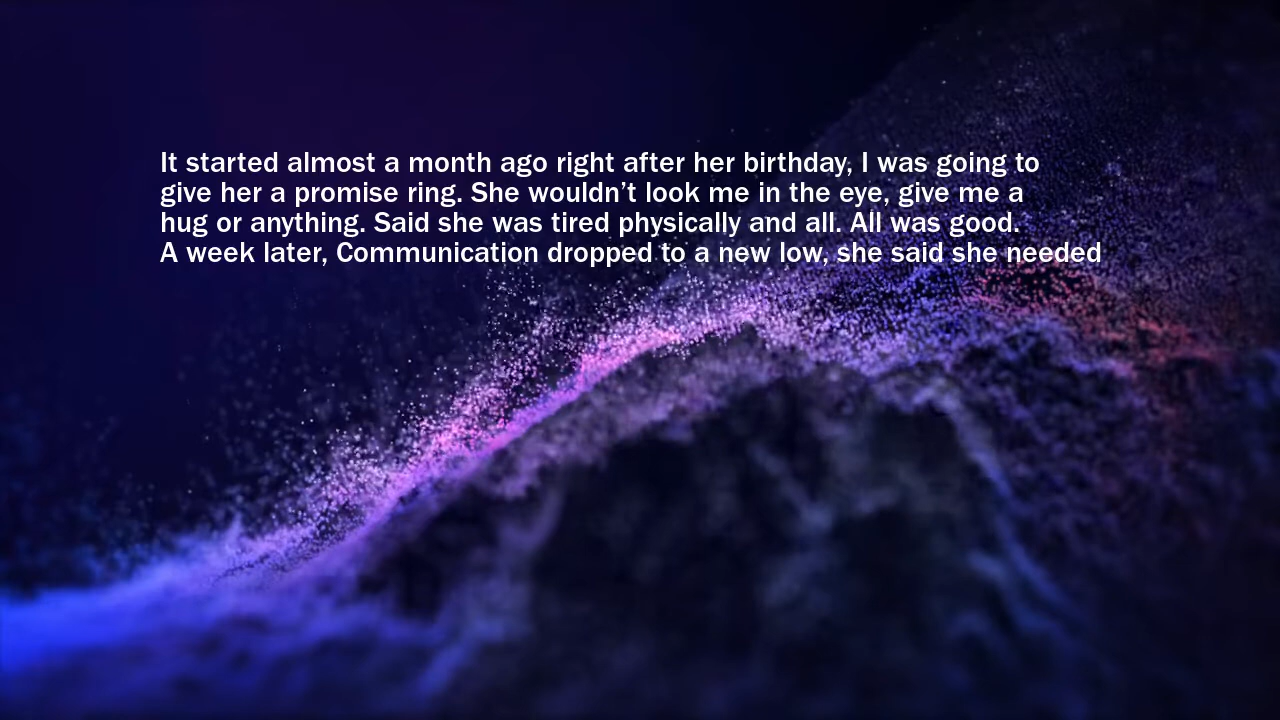 It started almost a month ago right after her birthday, I was going to
give her a promise ring. She wouldn’t look me in the eye, give me a
hug or anything. Said she was tired physically and all. All was good.
A week later, Communication dropped to a new low, she said she needed